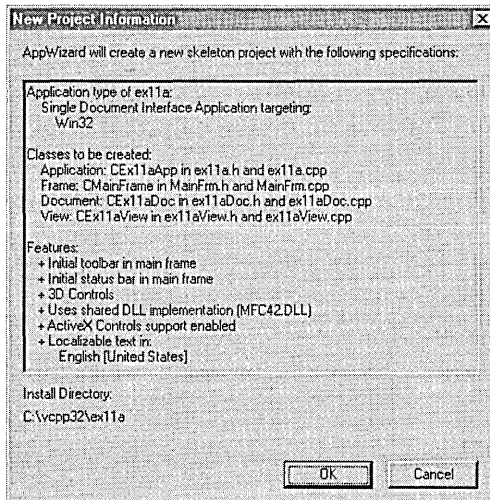 New Project Information
AppWizard will create a new skeleton project with the following specifications:
Application type of ex11a:
Single Document Interface Application targeting:
Win32
Classes to be created:
Application: CEx11aApp in ex11a.h and ex11a.cpp
Frame: CMainFrame in MainFrm.h and MainFrm.cpp
Document: CEx11aDoc in ex11aDoc.h and ex11aDoc.cpp
View: CEx11aView in ex11aView.h and ex11aView.cpp
Features:
+ Initial toolbar in main frame
+ Initial status bar in main frame
+ 3D Controls
+ Uses shared DLL implementation (MFC42.DLL)
+ ActiveX Controls support enabled
+ Localizable text in:
English [United States]
Install Directory:
C:\vcpp32\ex11a
OK
Cancel